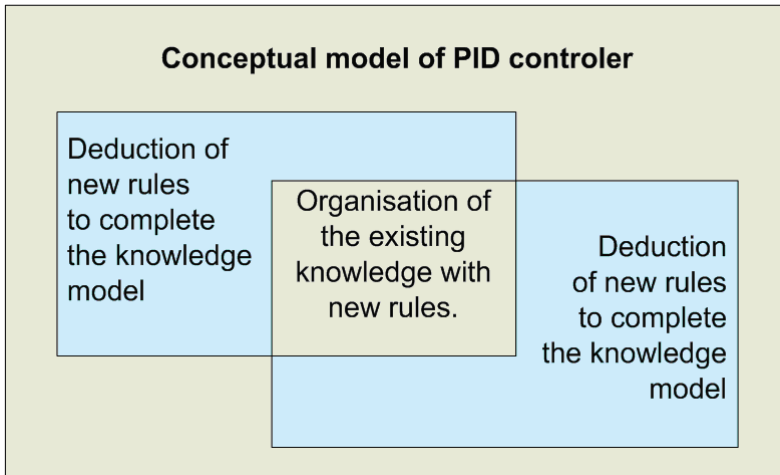 Conceptual model of PID controler
Deduction of
new rules
to complete
the knowledge
model
Organisation of
the existing
knowledge with
new rules.
Deduction
of new rules
to complete
the knowledge
model